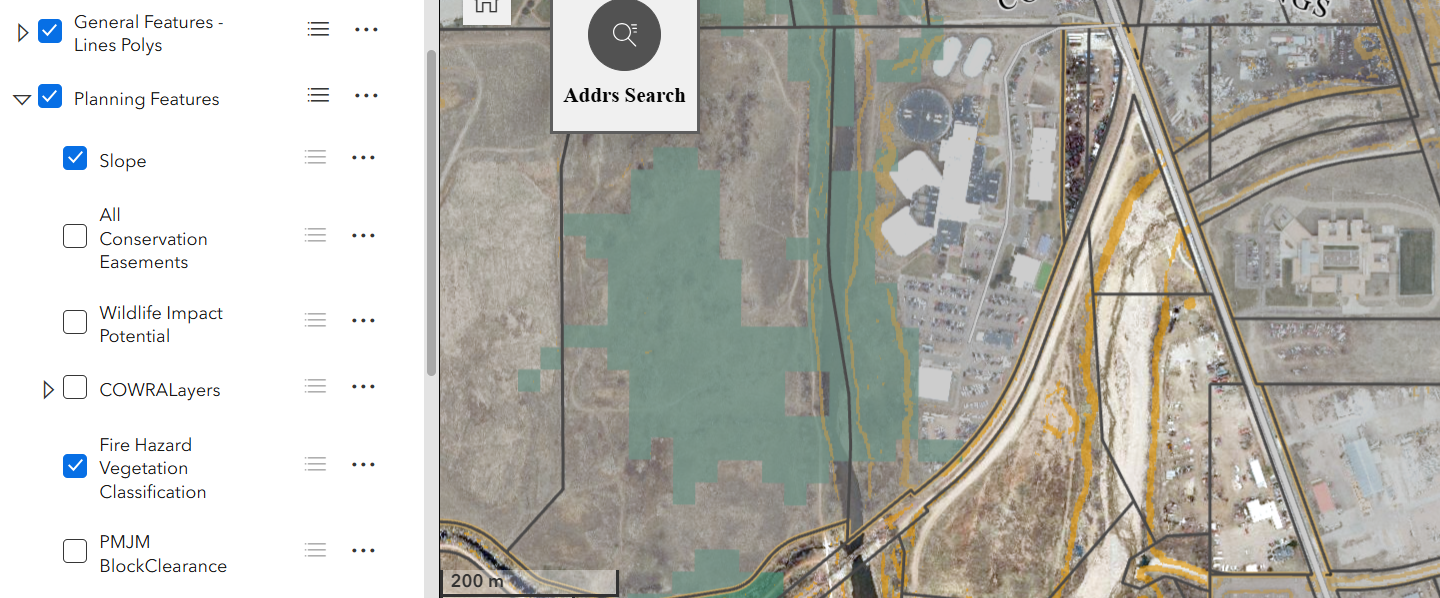 General Features -
Lines Polys
Planning Features
Slope
All
Conservation
Easements
Wildlife Impact
Potential
COWRALayers
Fire Hazard
Vegetation
Classification
PMJM
BlockClearance
Addrs Search
200 m